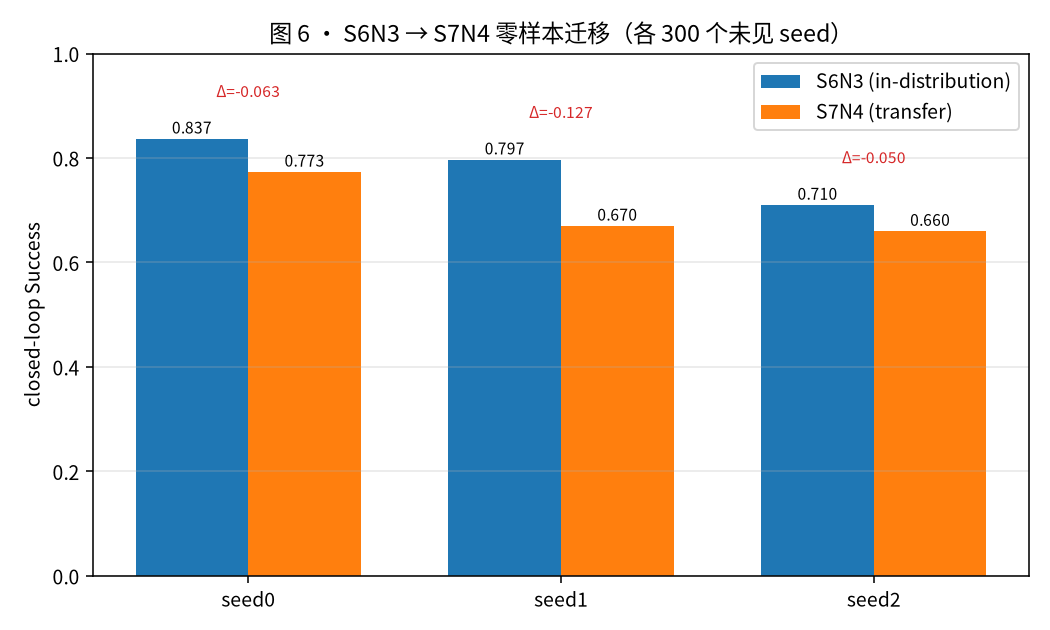 图 6 · S6N3 → S7N4 零样本迁移（各 300 个未见 seed）
S6N3 (in-distribution)
S7N4 (transfer)
Δ=-0.063
Δ=-0.127
Δ=-0.050
0.837
0.773
0.797
0.670
0.710
0.660
closed-loop Success
1.0
0.8
0.6
0.4
0.2
0.0
seed0
seed1
seed2